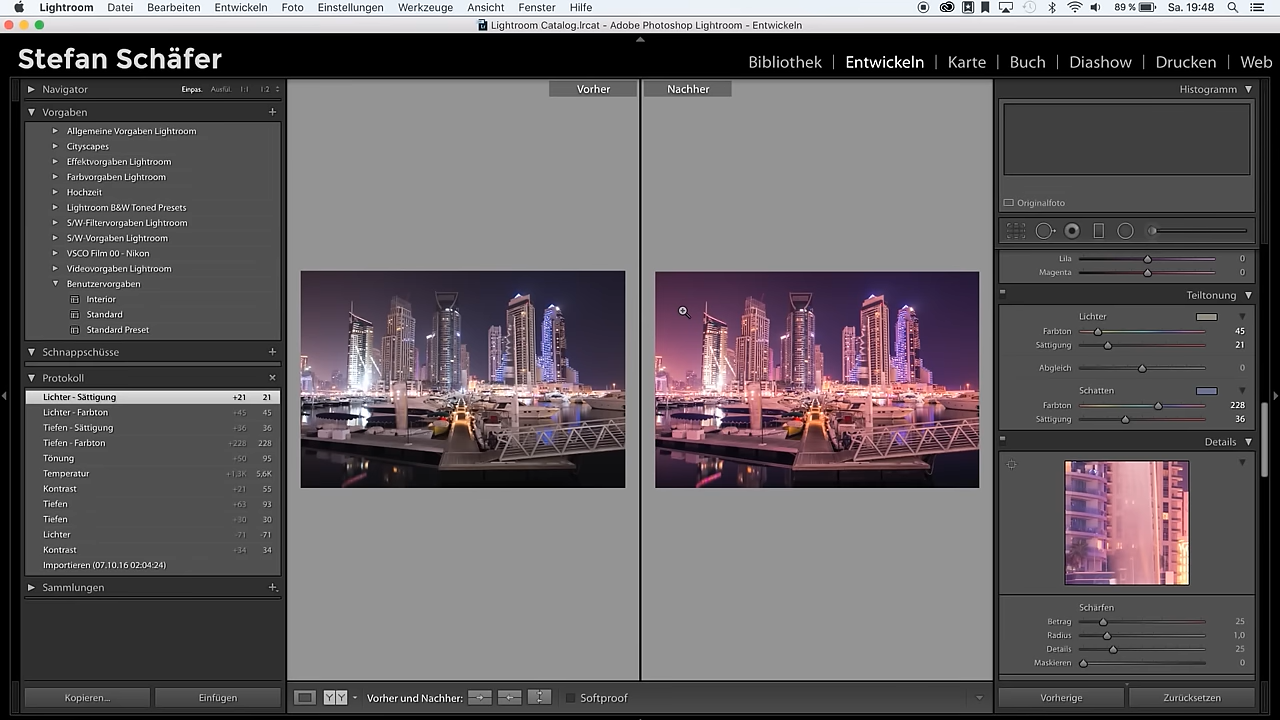 Lightroom Datei Bearbeiten Entwickeln Foto Einstellungen Werkzeuge Ansicht Fenster Hilfe 89 % Sa. 19:48
Lightroom Catalog.lrcat - Adobe Photoshop Lightroom - Entwickeln
Stefan Schäfer
Bibliothek | Entwickeln | Karte | Buch | Diashow | Drucken | Web
Navigator Einpas. Ausfül. 1:1 1:2
Vorgaben
Allgemeine Vorgaben Lightroom
Cityscapes
Effektvorgaben Lightroom
Farbvorgaben Lightroom
Hochzeit
Lightroom B&W Toned Presets
S/W-Filtervorgaben Lightroom
S/W-Vorgaben Lightroom
VSCO Film 00 - Nikon
Videovorgaben Lightroom
Benutzervorgaben
Interior
Standard
Standard Preset
Schnappschüsse
Protokoll
Lichter - Sättigung +21 21
Lichter - Farbton +45 45
Tiefen - Sättigung +36 36
Tiefen - Farbton +228 228
Tönung +50 95
Temperatur +1,3K 5,6K
Kontrast +21 55
Tiefen +63 93
Tiefen +30 30
Lichter -71 -71
Kontrast +34 34
Importieren (07.10.16 02:04:24)
Sammlungen
Kopieren... Einfügen
Vorher Nachher
Y Y Vorher und Nachher: Softproof
Histogramm
Originalfoto
Lila 0
Magenta 0
Teiltonung
Lichter
Farbton 45
Sättigung 21
Abgleich 0
Schatten
Farbton 228
Sättigung 36
Details
Schärfen
Betrag 25
Radius 1,0
Details 25
Maskieren 0
Vorherige Zurücksetzen